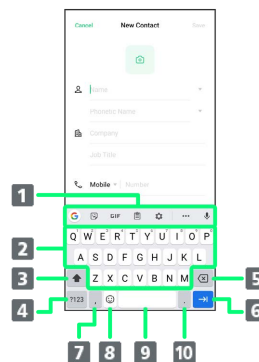 Cancel New Contact Save
Name
Phonetic Name
Company
Job Title
Mobile Number
1
G GIF
2
Q W E R T Y U I O P
A S D F G H J K L
3
Z X C V B N M
5
4
?123 , .
6
7 8 9 10